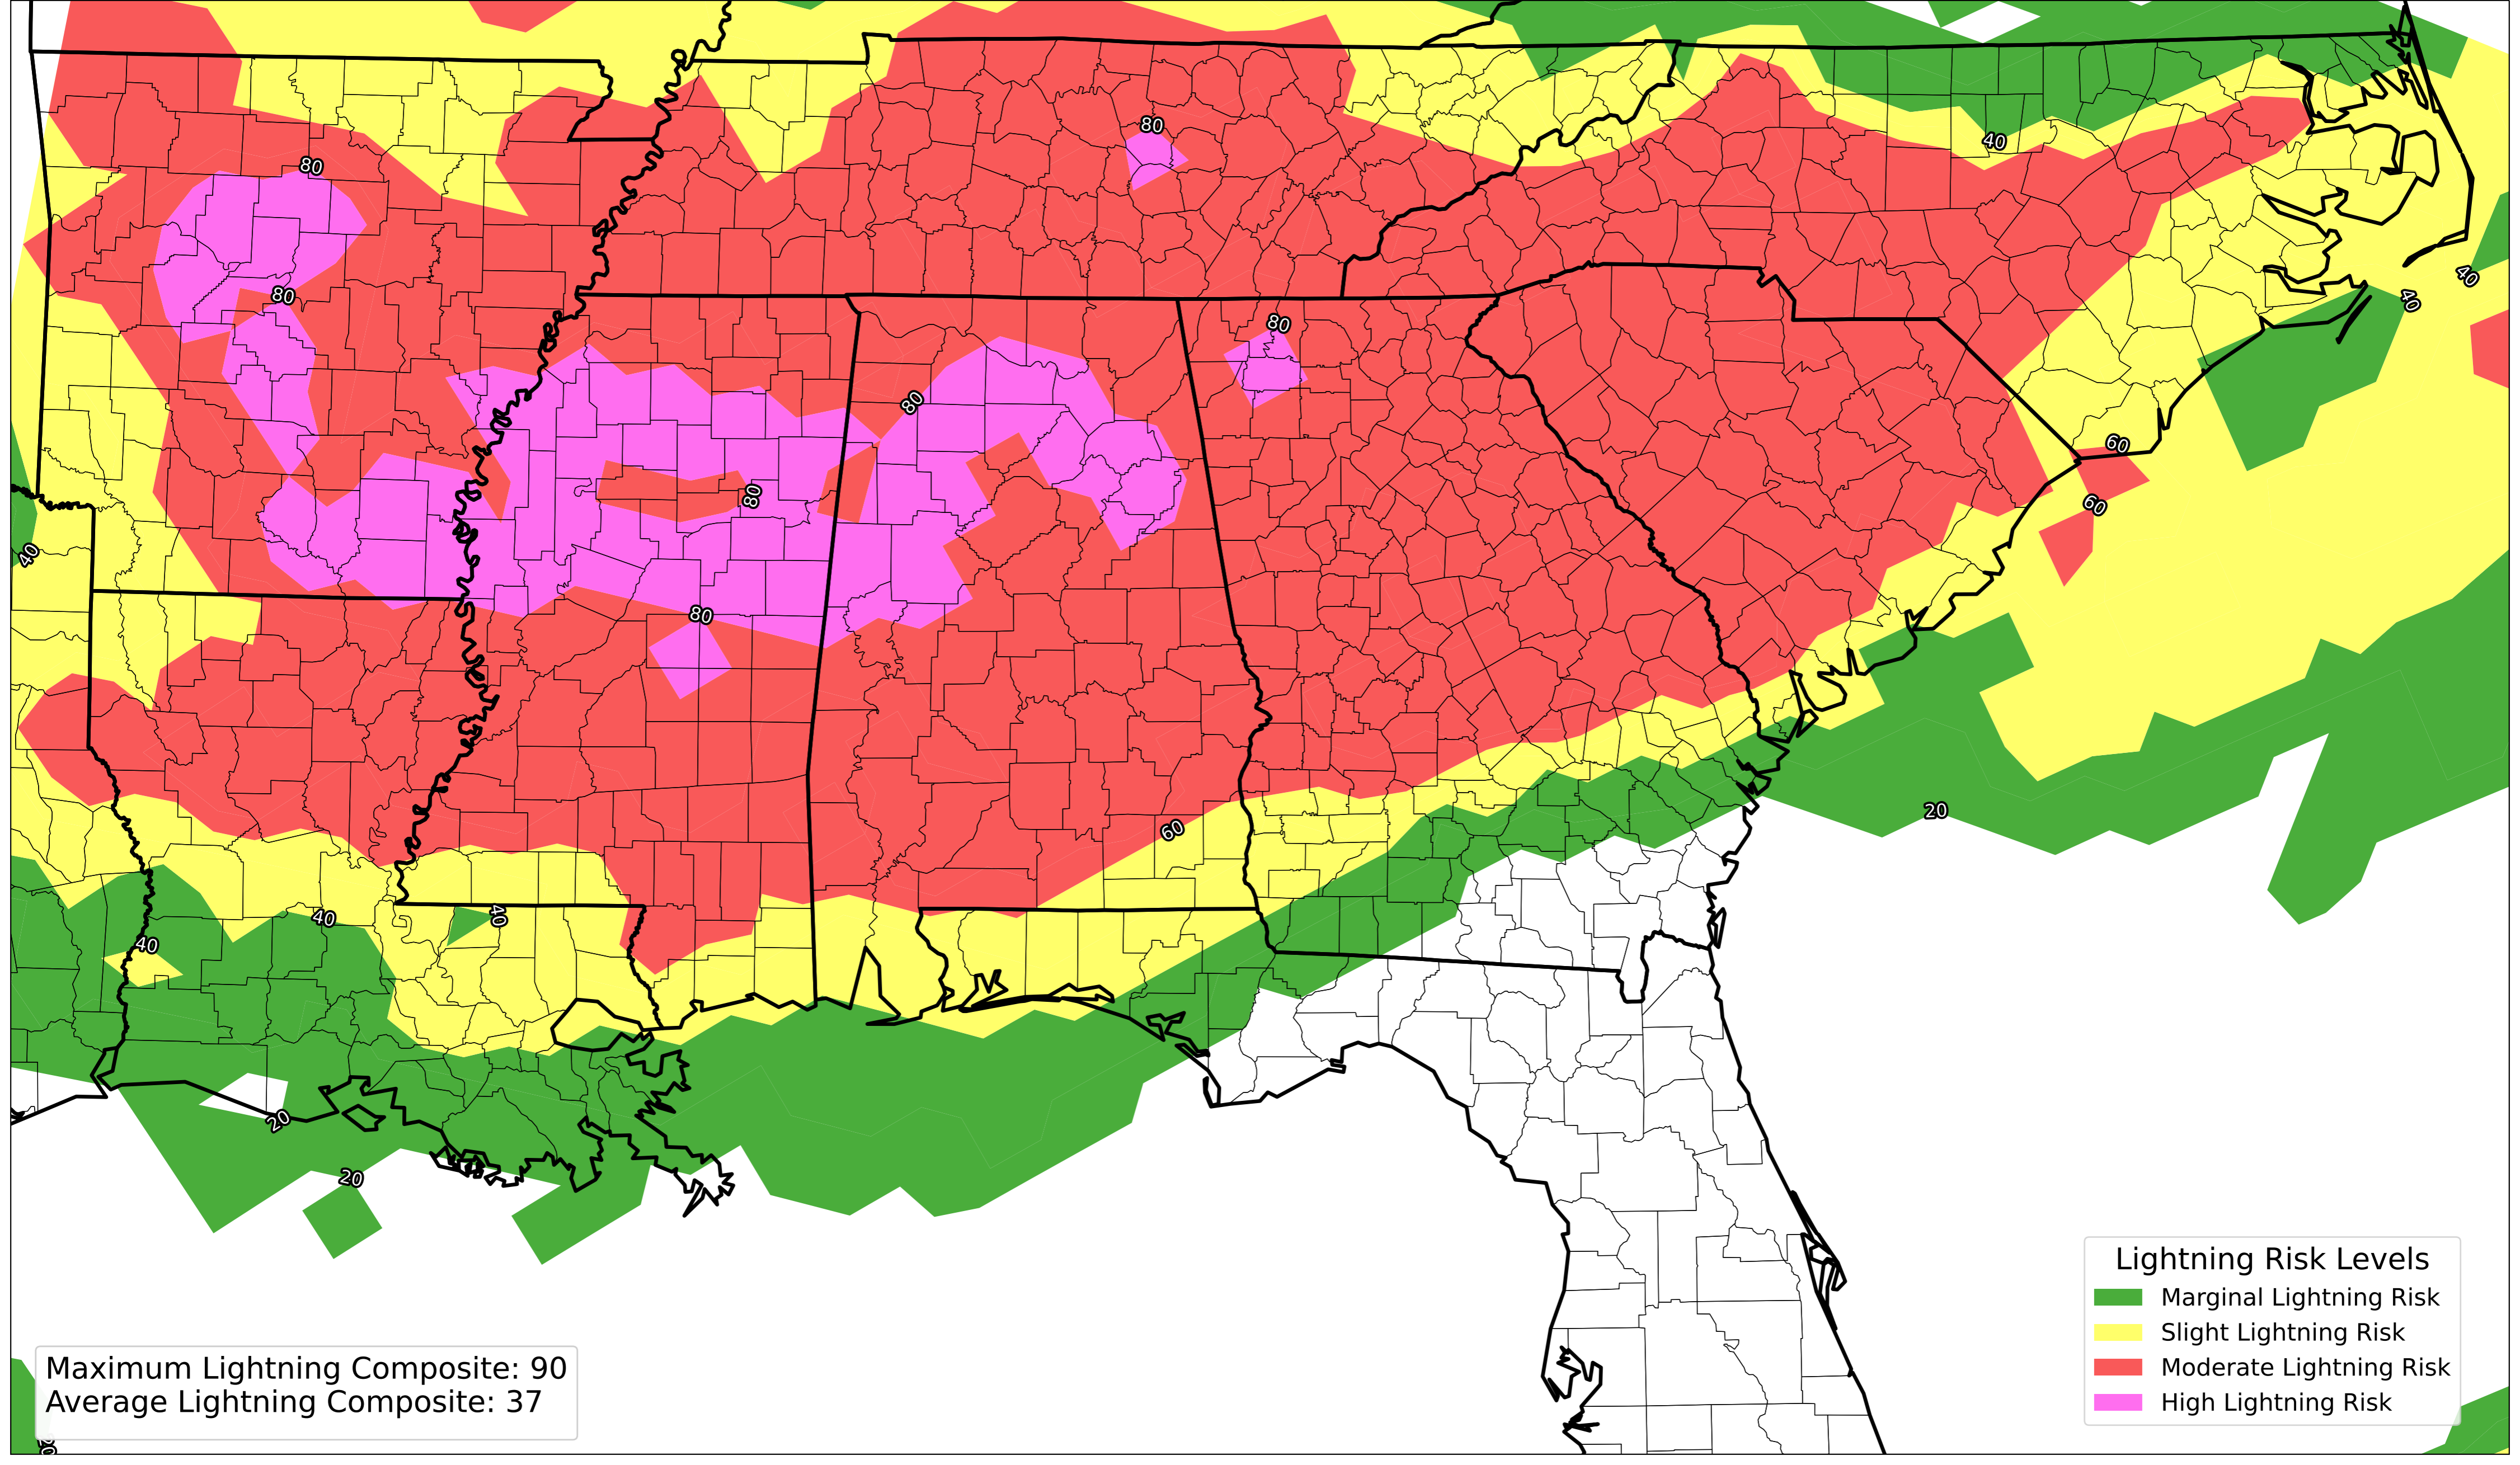 80
40
80
80
40
40
80
80
60
80
60
40
80
20
60
40
40
40
20
20
Lightning Risk Levels
Marginal Lightning Risk
Slight Lightning Risk
Moderate Lightning Risk
High Lightning Risk
Maximum Lightning Composite: 90
Average Lightning Composite: 37